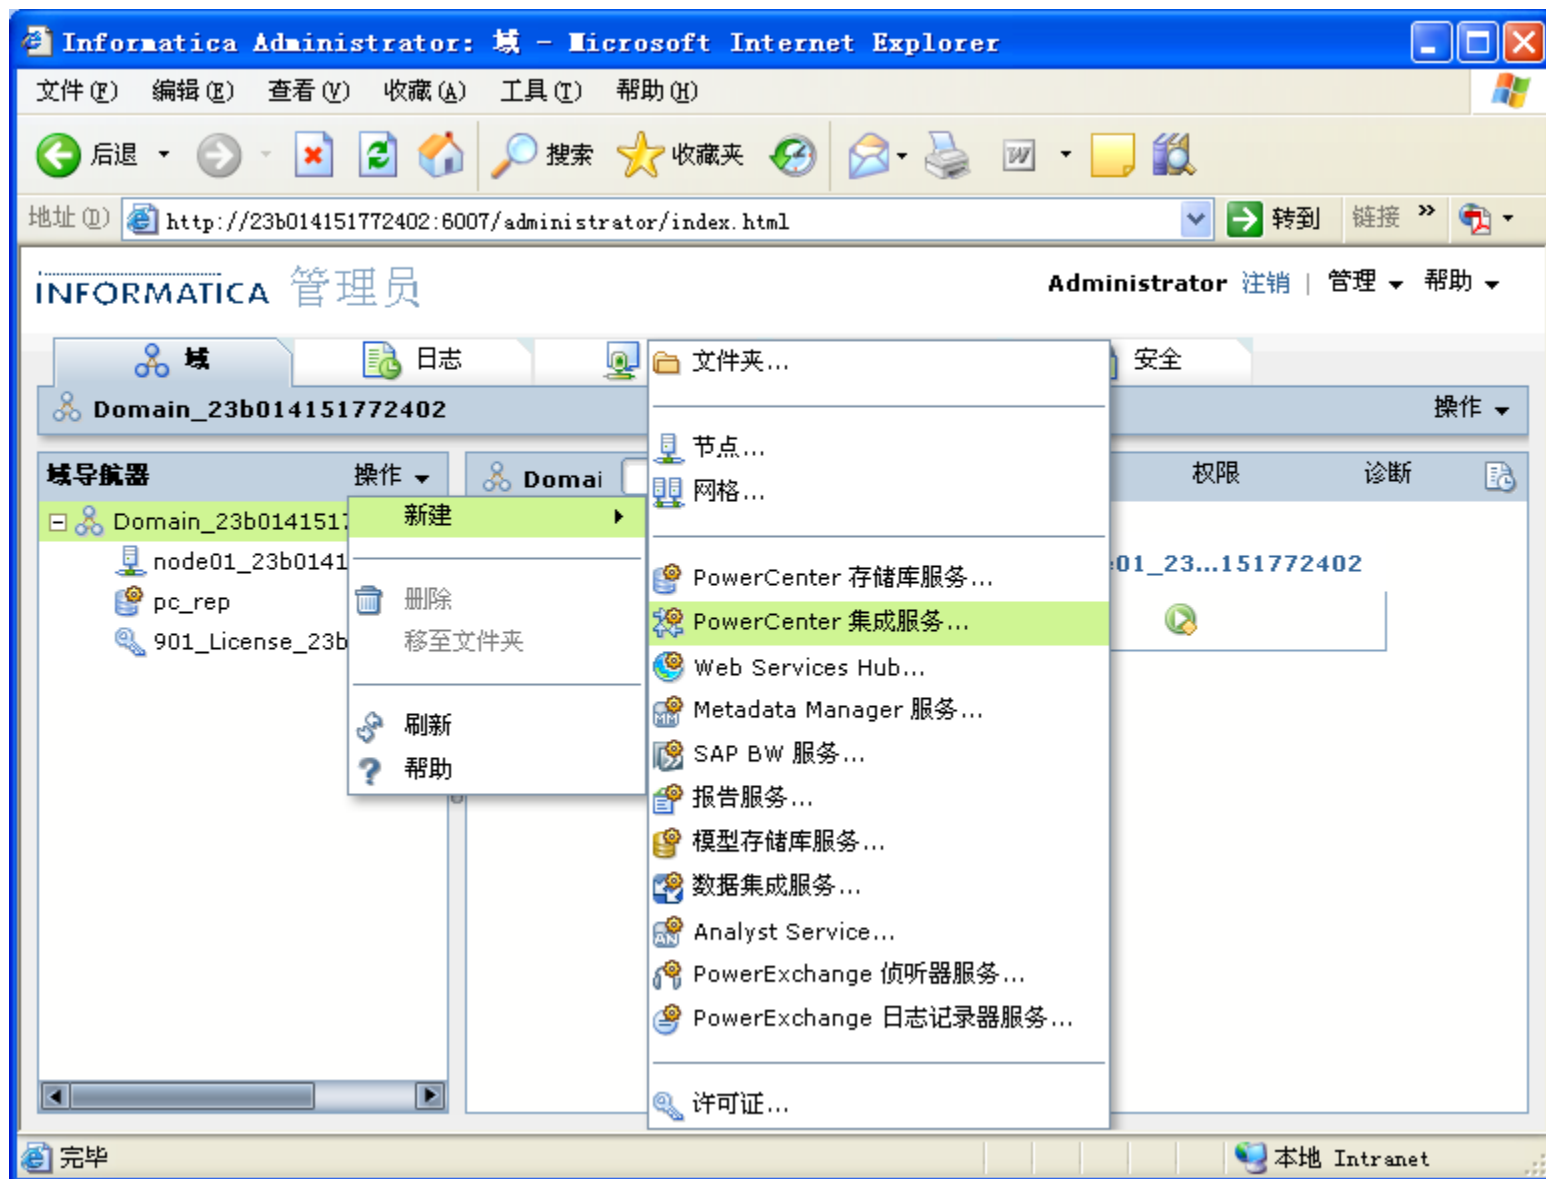 Informatica Administrator: 域 - Microsoft Internet Explorer
文件(F) 编辑(E) 查看(V) 收藏(A) 工具(T) 帮助(H)
后退 搜索 收藏夹
地址(D) http://23b014151772402:6007/administrator/index.html 转到 链接 »
INFORMATICA 管理员 Administrator 注销 | 管理 帮助
域 日志 安全
Domain_23b014151772402 操作
域导航器 操作 Domai 权限 诊断
Domain_23b014151
node01_23b0141
pc_rep
901_License_23b
新建
删除
移至文件夹
刷新
帮助
文件夹...
节点...
网格...
PowerCenter 存储库服务...
PowerCenter 集成服务...
Web Services Hub...
Metadata Manager 服务...
SAP BW 服务...
报告服务...
模型存储库服务...
数据集成服务...
Analyst Service...
PowerExchange 侦听器服务...
PowerExchange 日志记录器服务...
许可证...
01_23...151772402
完毕 本地 Intranet